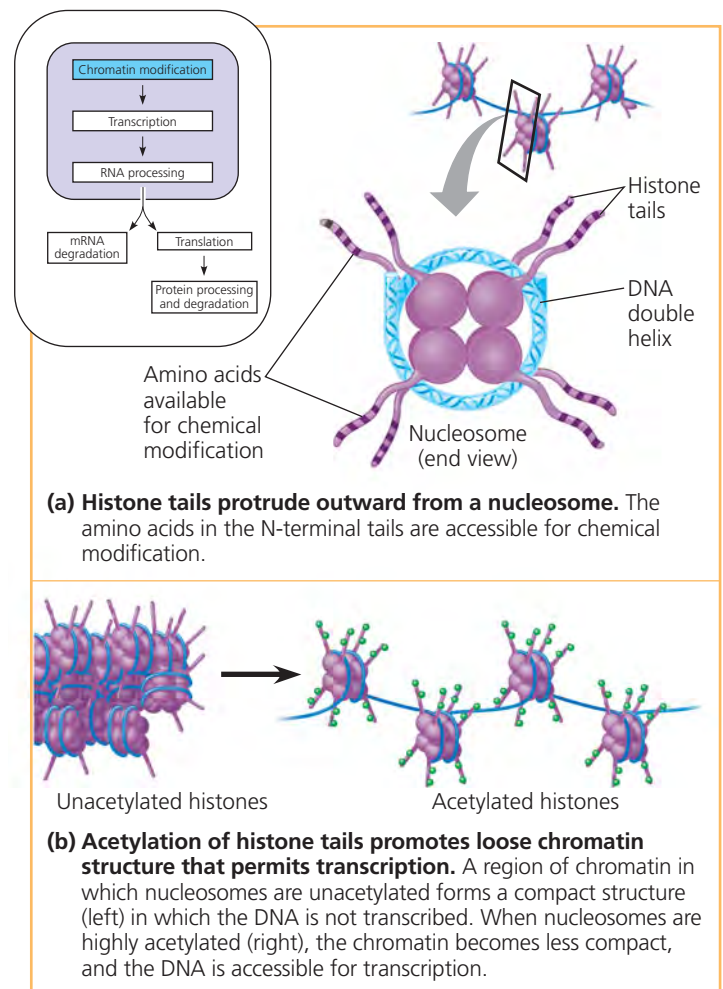 Chromatin modification
Transcription
RNA processing
mRNA
degradation
Translation
Protein processing
and degradation
Histone
tails
DNA
double
helix
Amino acids
available
for chemical
modification
Nucleosome
(end view)
(a) Histone tails protrude outward from a nucleosome. The
amino acids in the N-terminal tails are accessible for chemical
modification.
Unacetylated histones
Acetylated histones
(b) Acetylation of histone tails promotes loose chromatin
structure that permits transcription. A region of chromatin in
which nucleosomes are unacetylated forms a compact structure
(left) in which the DNA is not transcribed. When nucleosomes are
highly acetylated (right), the chromatin becomes less compact,
and the DNA is accessible for transcription.